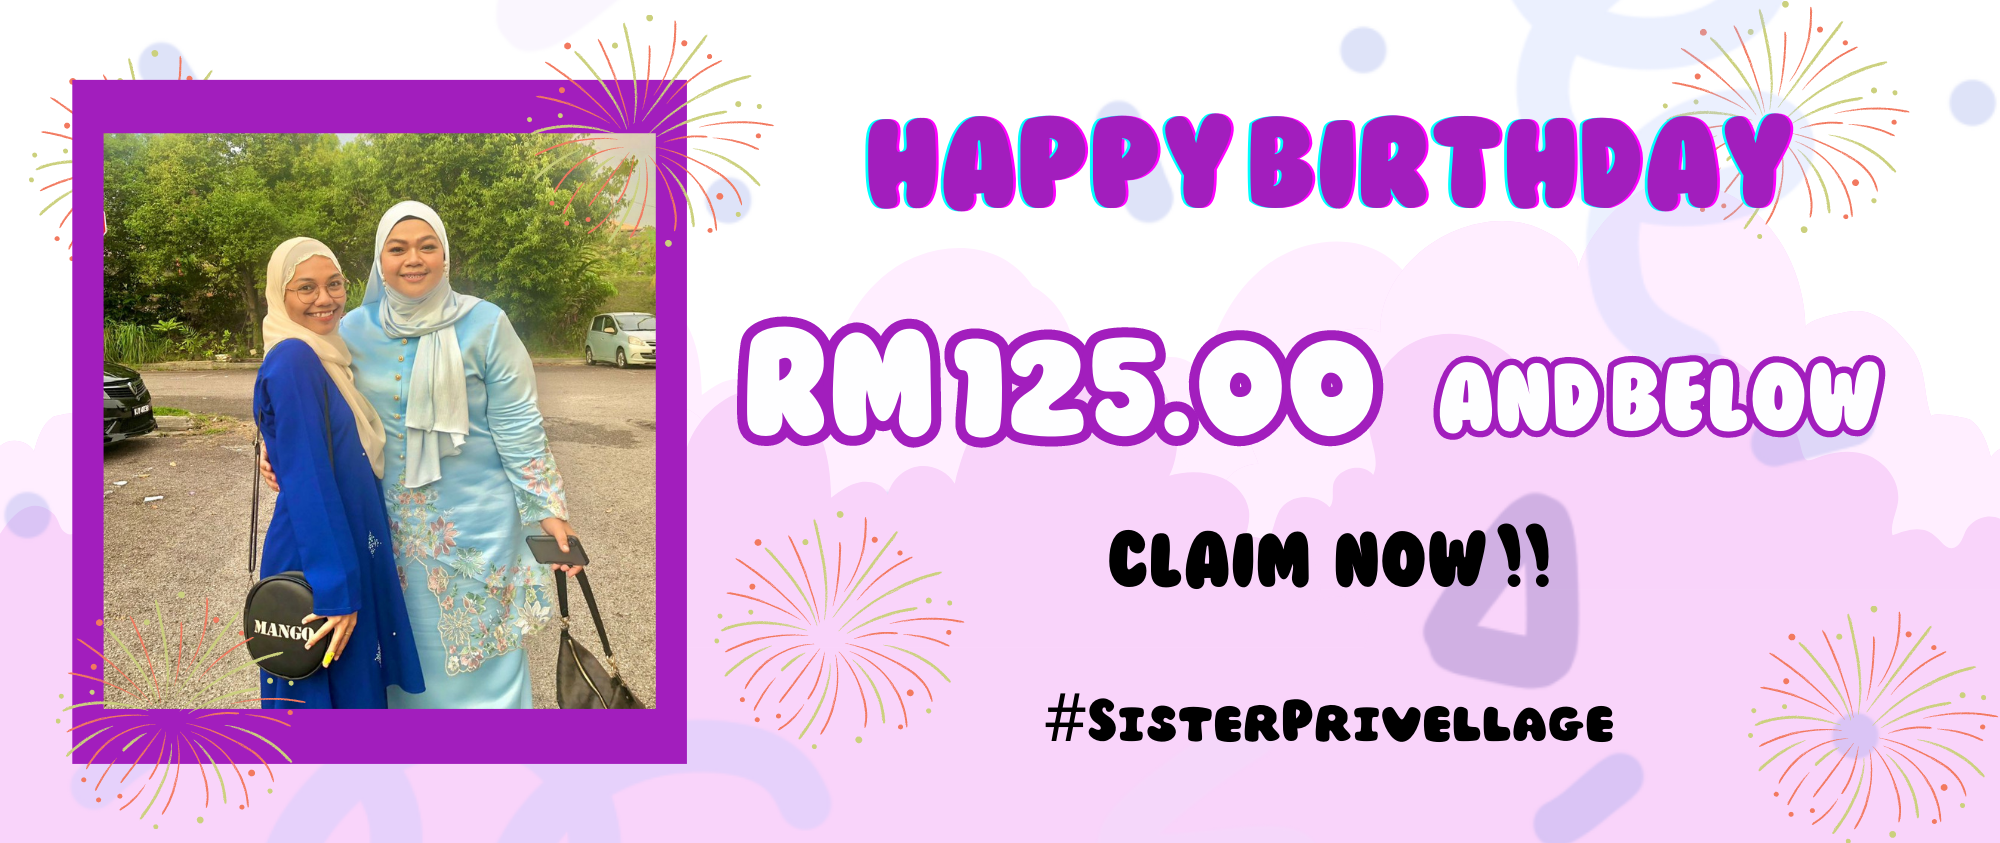 HAPPY BIRTHDAY
RM125.00 AND BELOW
CLAIM NOW!!
#SISTERPRIVELLAGE
MANGO